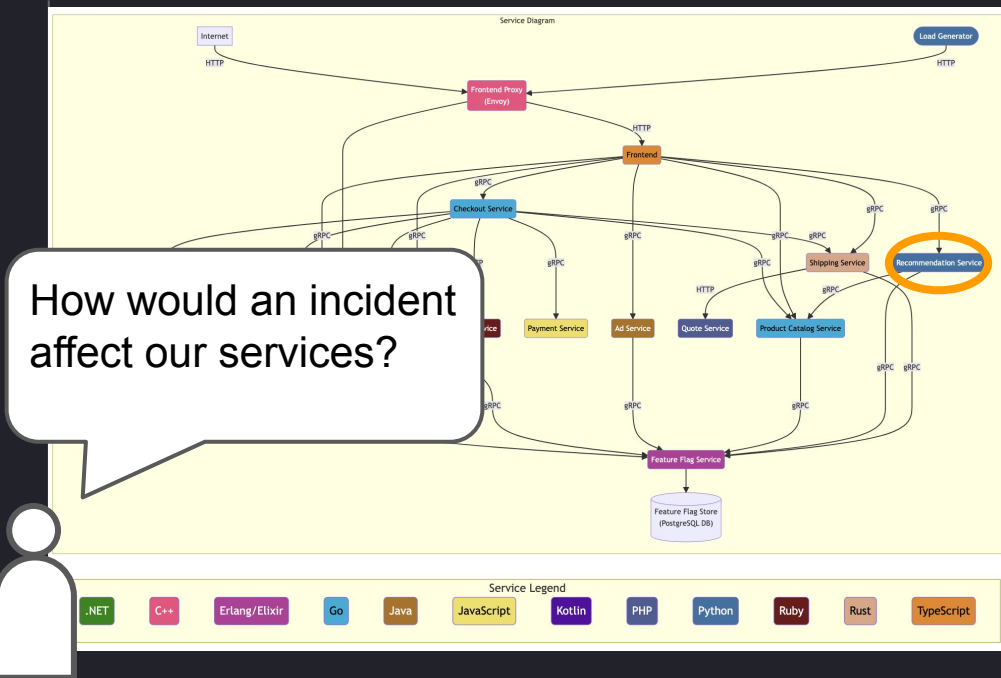 Service Diagram
Internet
Load Generator
HTTP
HTTP
Frontend Proxy
(Envoy)
HTTP
Frontend
gRPC
Checkout Service
gRPC
gRPC
gRPC
gRPC
gRPC
gRPC
gRPC
gRPC
gRPC
Shipping Service
Recommendation Service
HTTP
gRPC
How would an incident
affect our services?
Payment Service
Ad Service
Quote Service
Product Catalog Service
gRPC
gRPC
gRPC
gRPC
gRPC
Feature Flag Service
Feature Flag Store
(PostgreSQL DB)
Service Legend
.NET
C++
Erlang/Elixir
Go
Java
JavaScript
Kotlin
PHP
Python
Ruby
Rust
TypeScript